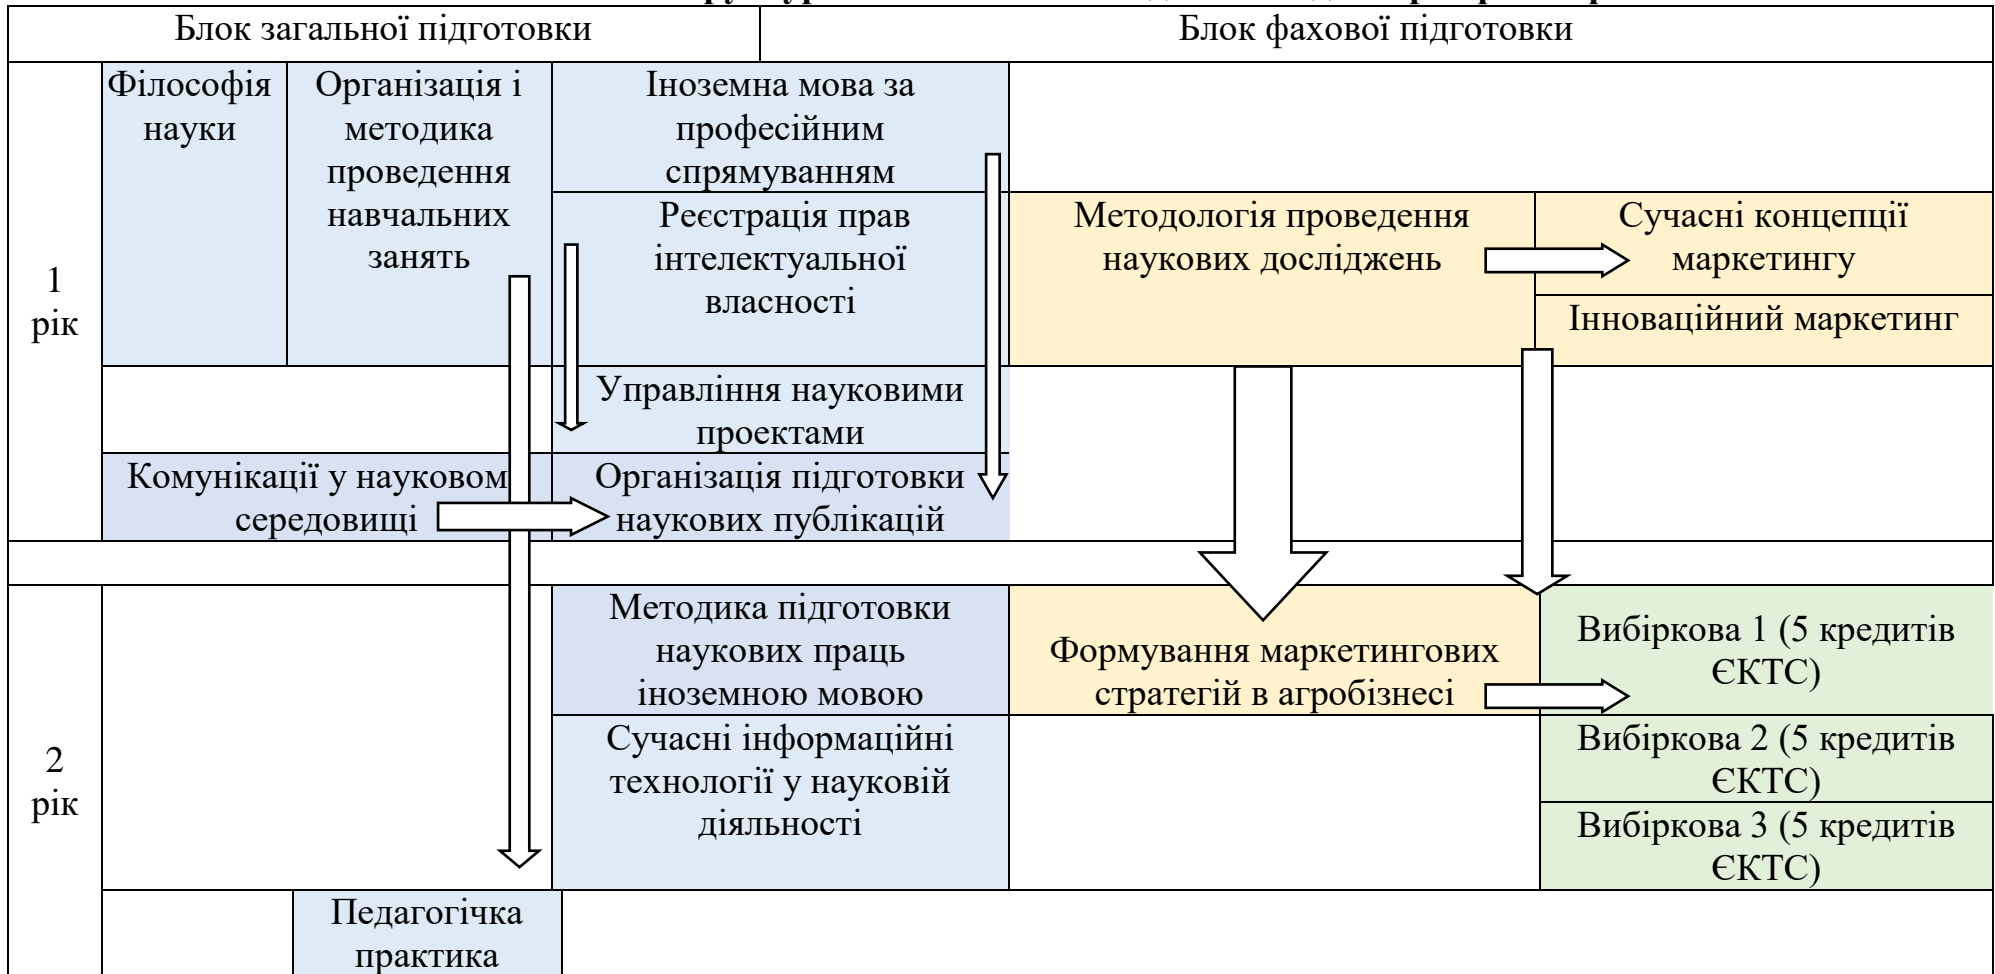 Блок загальної підготовки
Блок фахової підготовки
1
рік
Філософія
науки
Організація і
методика
проведення
навчальних
занять
Іноземна мова за
професійним
спрямуванням
Реєстрація прав
інтелектуальної
власності
Методологія проведення
наукових досліджень
Сучасні концепції
маркетингу
Інноваційний маркетинг
Управління науковими
проектами
Комунікації у науковом
середовищі
Організація підготовки
наукових публікацій
2
рік
Методика підготовки
наукових праць
іноземною мовою
Формування маркетингових
стратегій в агробізнесі
Вибіркова 1 (5 кредитів
ЄКТС)
Сучасні інформаційні
технології у науковій
діяльності
Вибіркова 2 (5 кредитів
ЄКТС)
Вибіркова 3 (5 кредитів
ЄКТС)
Педагогічка
практика